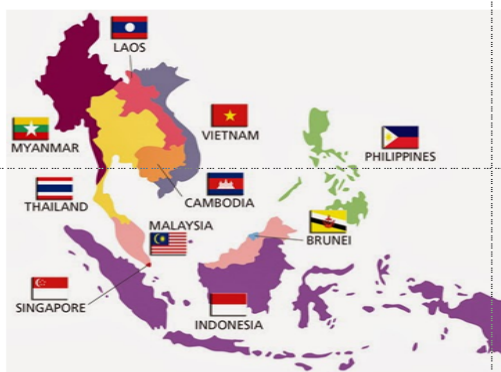 LAOS
VIETNAM
MYANMAR
PHILIPPINES
CAMBODIA
THAILAND
MALAYSIA
BRUNEI
SINGAPORE
INDONESIA